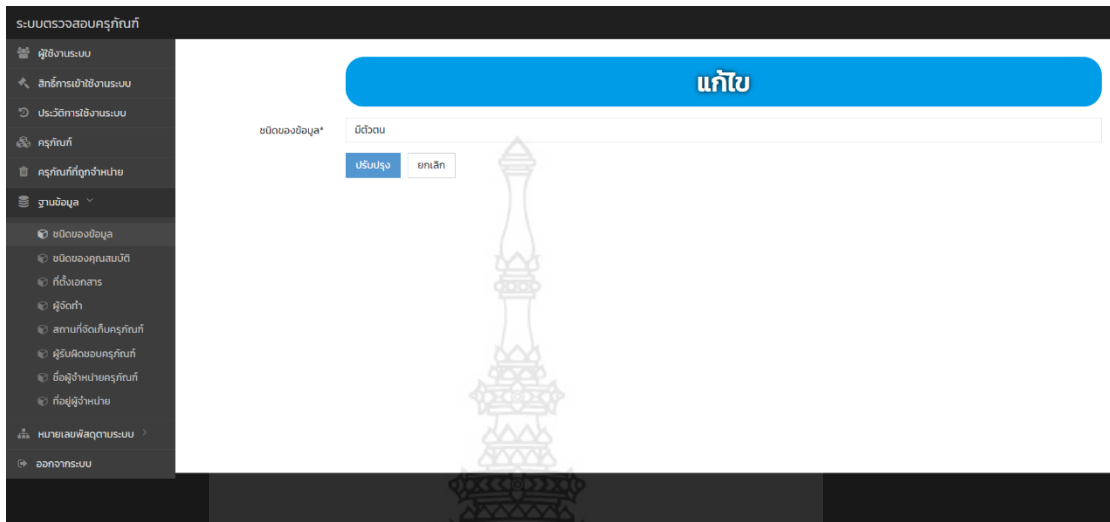 ระบบตรวจสอบครุภัณฑ์
ผู้ใช้งานระบบ
สิทธิ์การเข้าใช้งานระบบ
ประวัติการใช้งานระบบ
ครุภัณฑ์
ครุภัณฑ์ที่ถูกจำหน่าย
ฐานข้อมูล
ชนิดของข้อมูล
ชนิดของคุณสมบัติ
ที่ตั้งเอกสาร
ผู้จัดทำ
สถานที่จัดเก็บครุภัณฑ์
ผู้รับผิดชอบครุภัณฑ์
ชื่อผู้จำหน่ายครุภัณฑ์
ที่อยู่ผู้จำหน่าย
หมายเลขพัสดุตามระบบ
ออกจากระบบ
แก้ไข
ชนิดของข้อมูล* มีตัวตน
ปรับปรุง ยกเลิก